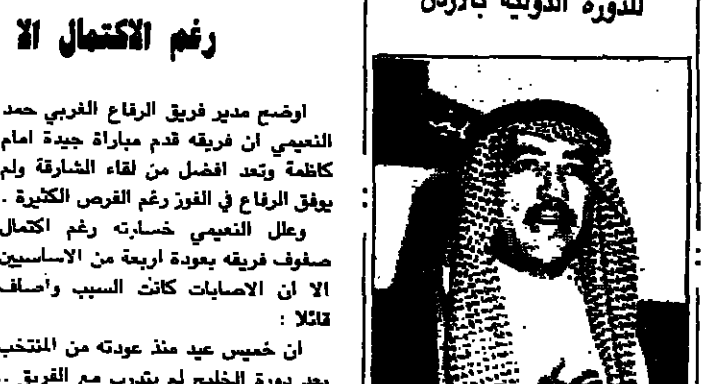 للدورة الدولية بالاردن
رغم الاكتمال الا
اوضح مدير فريق الرفاع الغربي حمد
النعيمي ان فريقه قدم مباراة جيدة امام
كاظمة وتعد افضل من لقاء الشارقة ولم
يوفق الرفاع في الفوز رغم الفرص الكثيرة .
وعلل النعيمي خسارته رغم اكتمال
صفوف فريقه بعودة اربعة من الاساسيين
الا ان الاصابات كانت السبب واضاف
قائلا :
ان خميس عيد منذ عودته من المنتخب
بعد دورة الخليج لم يتدرب مع الفريق ..